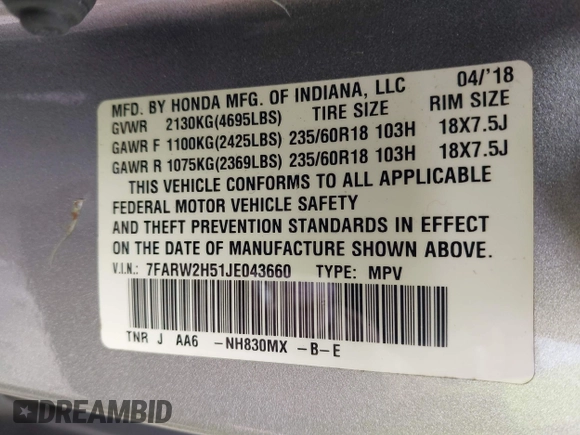 MFD. BY HONDA MFG. OF INDIANA, LLC 04/'18
GVWR 2130KG(4695LBS) TIRE SIZE RIM SIZE
GAWR F 1100KG(2425LBS) 235/60R18 103H 18X7.5J
GAWR R 1075KG(2369LBS) 235/60R18 103H 18X7.5J
THIS VEHICLE CONFORMS TO ALL APPLICABLE
FEDERAL MOTOR VEHICLE SAFETY
AND THEFT PREVENTION STANDARDS IN EFFECT
ON THE DATE OF MANUFACTURE SHOWN ABOVE.
V.I.N.: 7FARW2H51JE043660 TYPE: MPV
TNR J AA6 -NH830MX -B-E
DREAMBID